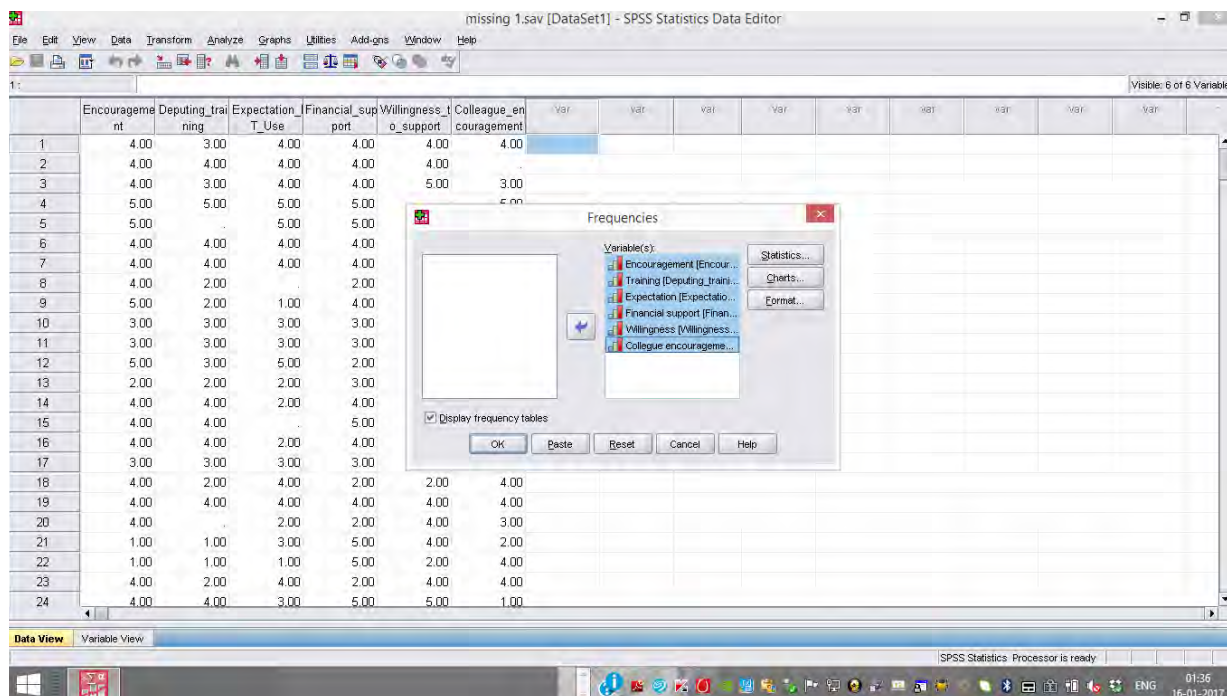 missing 1.sav [DataSet1] - SPSS Statistics Data Editor
File Edit View Data Transform Analyze Graphs Utilities Add-ons Window Help
1 :
Visible: 6 of 6 Variable
Encouragement Deputing_training Expectation_IT_Use Financial_support Willingness_to_support Colleague_encouragement var var var var var var var var var
1 4.00 3.00 4.00 4.00 4.00 4.00
2 4.00 4.00 4.00 4.00 4.00 .
3 4.00 3.00 4.00 4.00 5.00 3.00
4 5.00 5.00 5.00 5.00
5 5.00 . 5.00 5.00
6 4.00 4.00 4.00 4.00
7 4.00 4.00 4.00 4.00
8 4.00 2.00 . 2.00
9 5.00 2.00 1.00 4.00
10 3.00 3.00 3.00 3.00
11 3.00 3.00 3.00 3.00
12 5.00 3.00 5.00 2.00
13 2.00 2.00 2.00 3.00
14 4.00 4.00 2.00 4.00
15 4.00 4.00 . 5.00
16 4.00 4.00 2.00 4.00
17 3.00 3.00 3.00 3.00
18 4.00 2.00 4.00 2.00 2.00 4.00
19 4.00 4.00 4.00 4.00 4.00 4.00
20 4.00 . 2.00 2.00 4.00 3.00
21 1.00 1.00 3.00 5.00 4.00 2.00
22 1.00 1.00 1.00 5.00 2.00 4.00
23 4.00 2.00 4.00 2.00 4.00 4.00
24 4.00 4.00 3.00 5.00 5.00 1.00
Frequencies
Variable(s):
Encouragement [Encour...
Training [Deputing_traini...
Expectation [Expectatio...
Financial support [Finan...
Willingness [Willingness...
Collegue encourageme...
Statistics...
Charts...
Format...
Display frequency tables
OK Paste Reset Cancel Help
Data View Variable View
SPSS Statistics Processor is ready
ENG
01:36